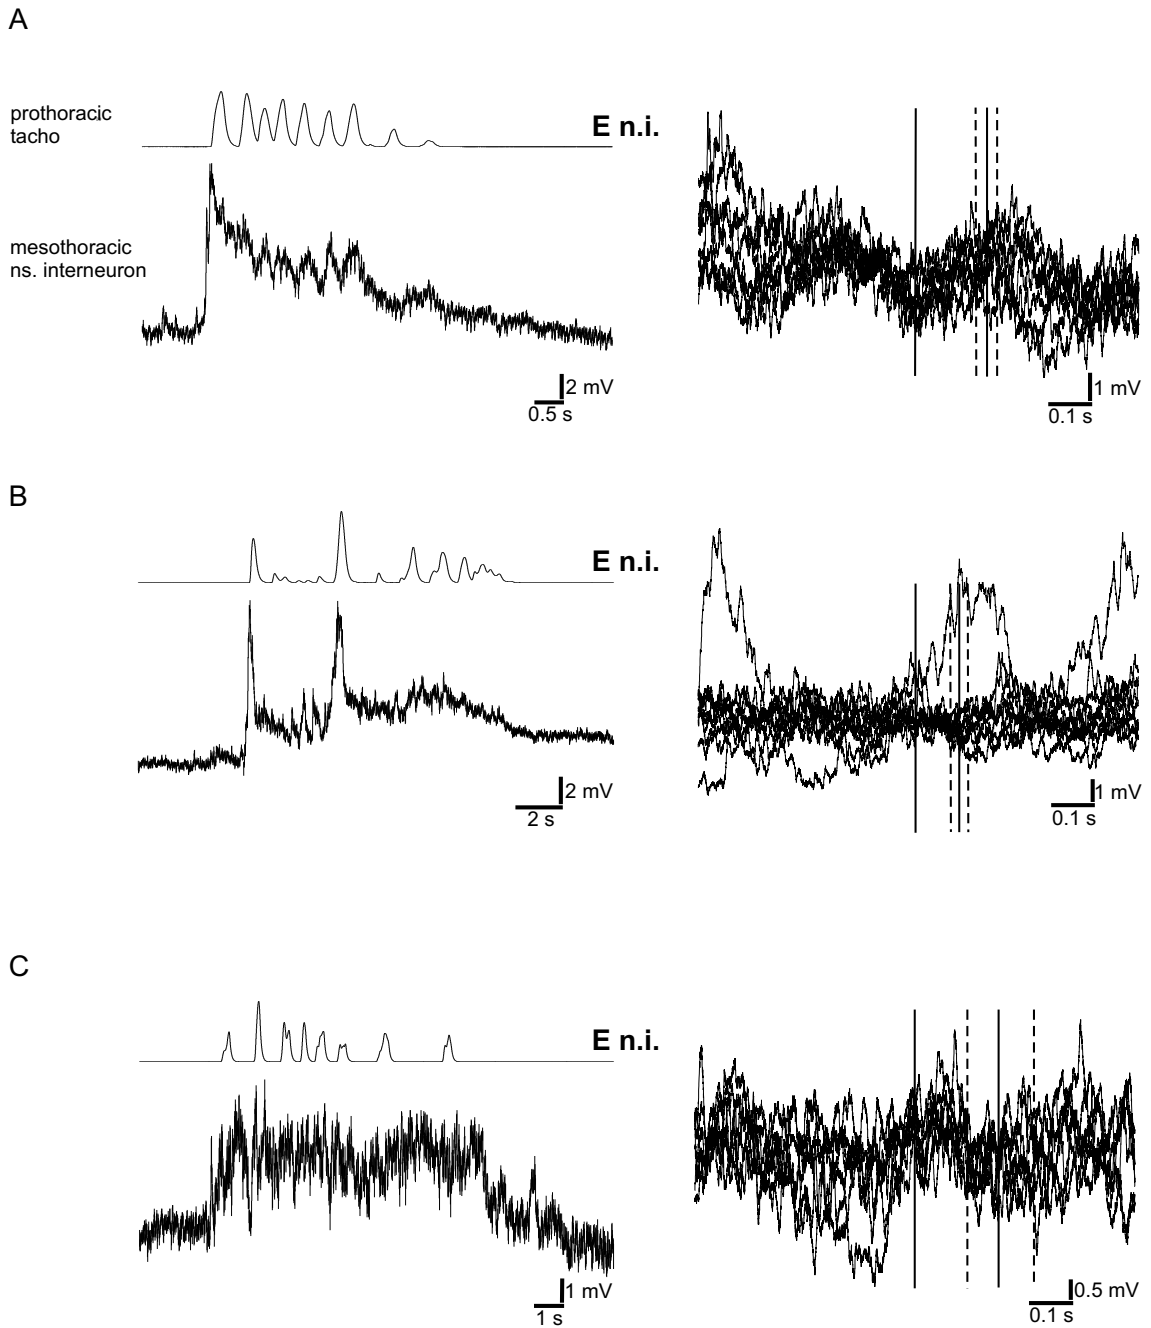 A
prothoracic
tacho
E n.i.
mesothoracic
ns. interneuron
2 mV
0.5 s
1 mV
0.1 s
B
E n.i.
2 mV
2 s
1 mV
0.1 s
C
E n.i.
1 mV
1 s
0.5 mV
0.1 s